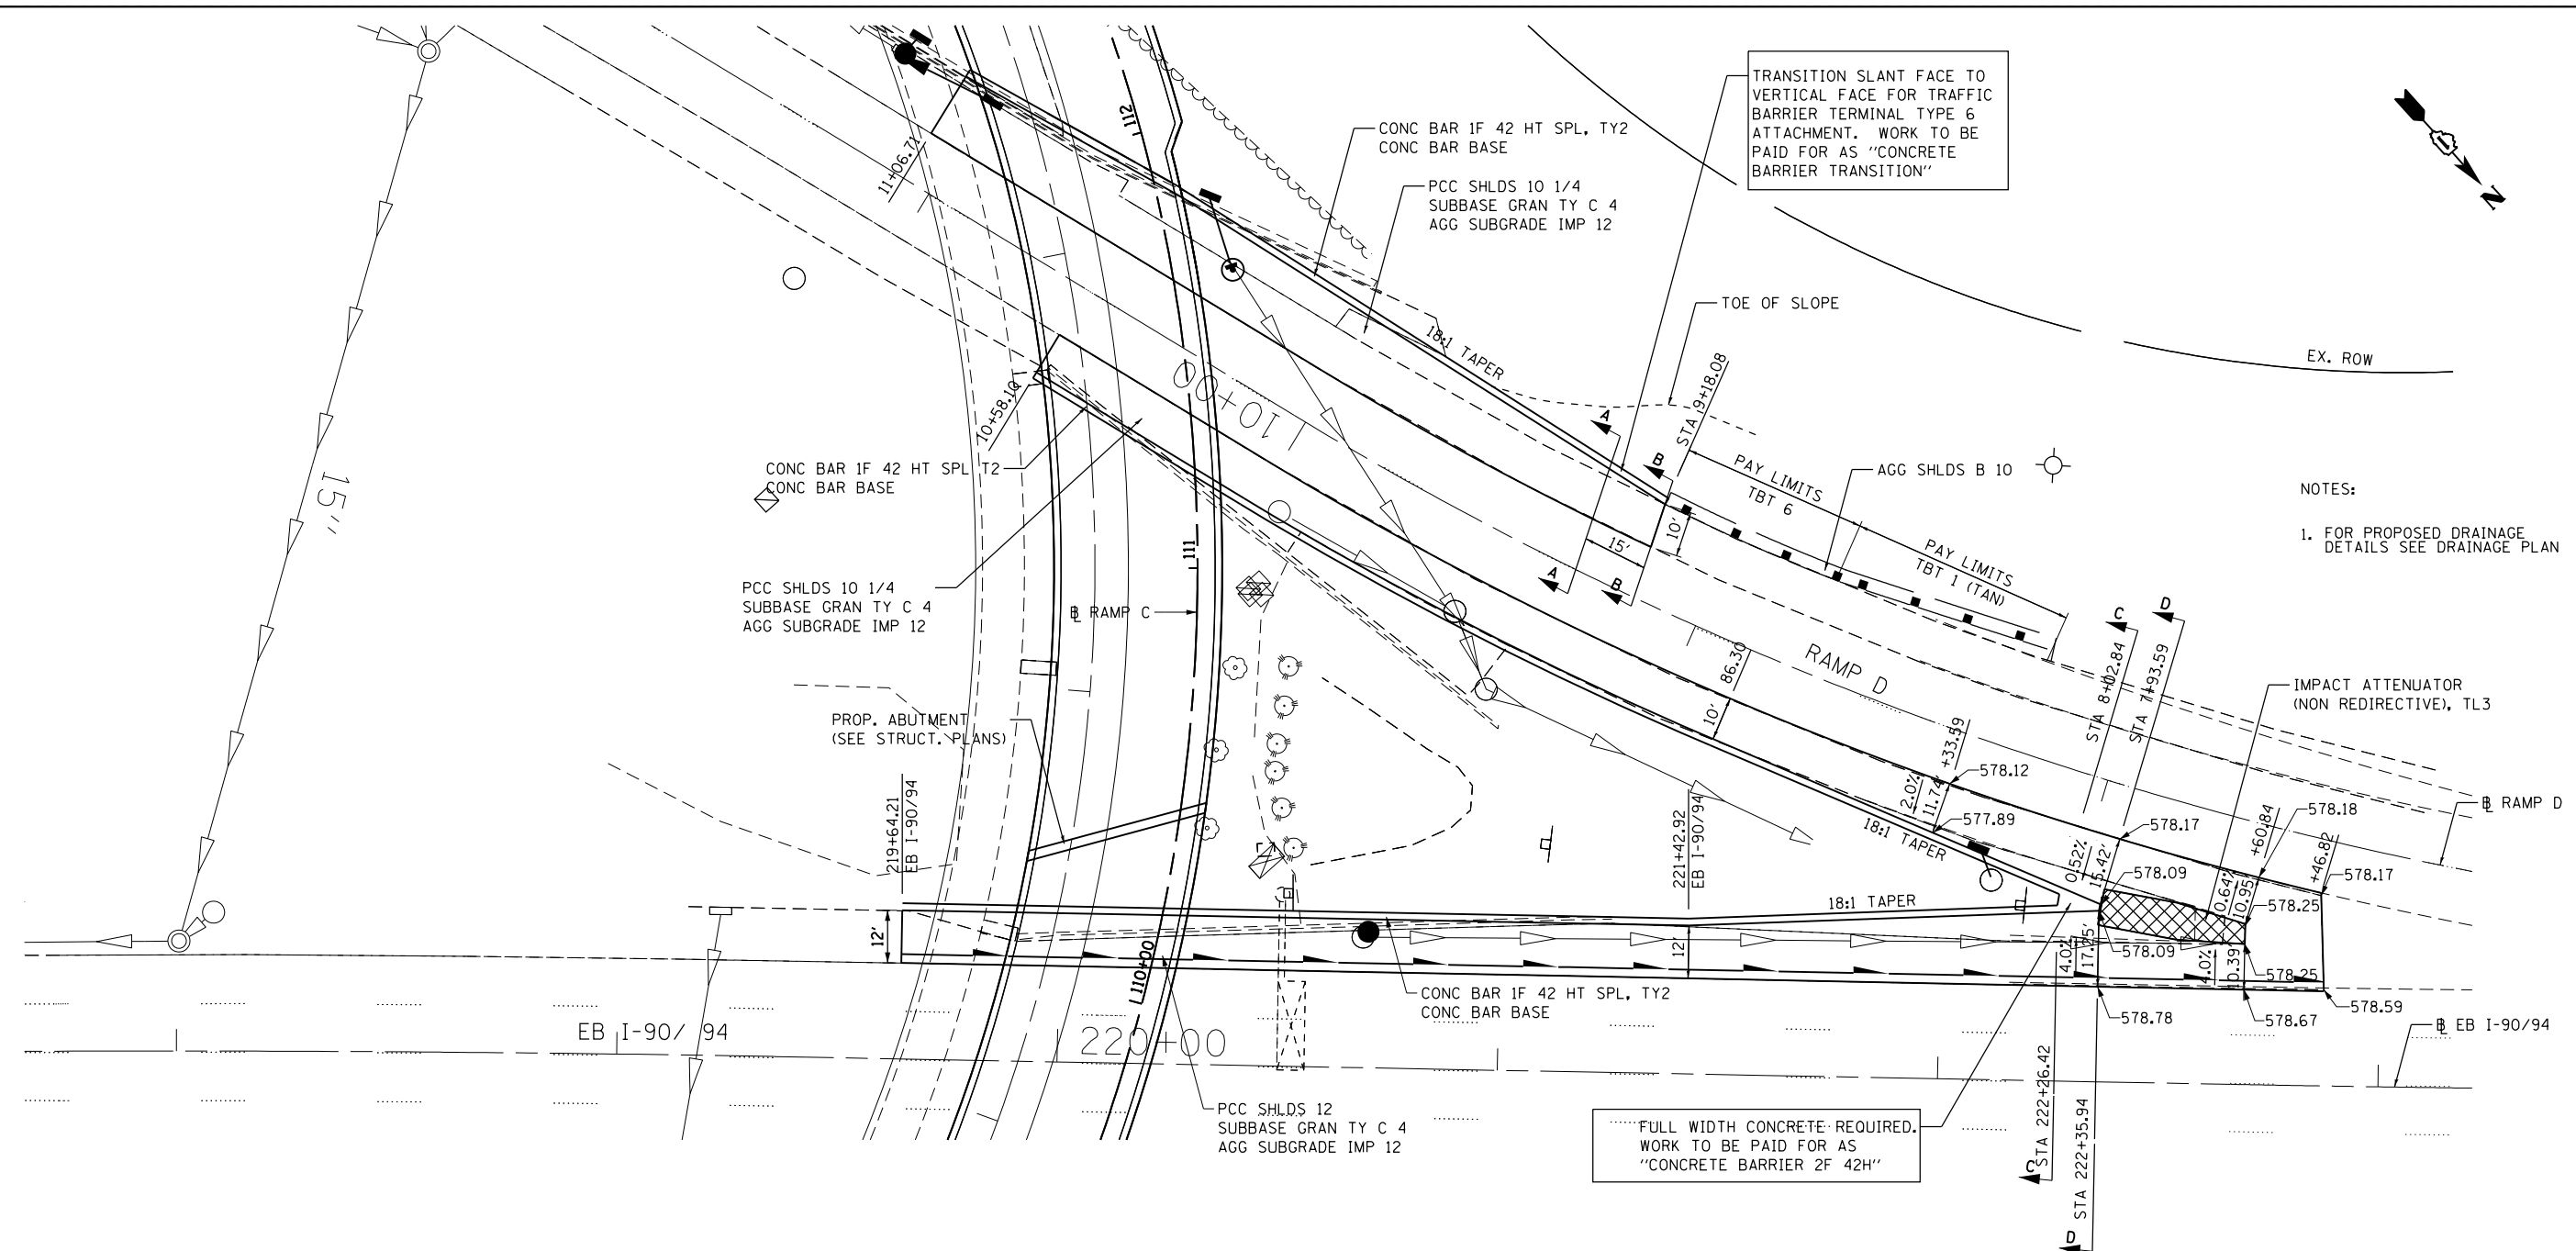 TRANSITION SLANT FACE TO
VERTICAL FACE FOR TRAFFIC
BARRIER TERMINAL TYPE 6
ATTACHMENT. WORK TO BE
PAID FOR AS "CONCRETE
BARRIER TRANSITION"
CONC BAR 1F 42 HT SPL, TY2
CONC BAR BASE
PCC SHLDS 10 1/4
SUBBASE GRAN TY C 4
AGG SUBGRADE IMP 12
N
112
11+06.71
TOE OF SLOPE
EX. ROW
18:1 TAPER
STA 9+18.08
10+00
10+58.10
A
B
PAY LIMITS
TBT 6
AGG SHLDS B 10
CONC BAR 1F 42 HT SPL T2
CONC BAR BASE
15"
NOTES:
1. FOR PROPOSED DRAINAGE
DETAILS SEE DRAINAGE PLAN
10'
15'
111
PAY LIMITS
TBT 1 (TAN)
A
B
PCC SHLDS 10 1/4
SUBBASE GRAN TY C 4
AGG SUBGRADE IMP 12
℄ RAMP C
C
D
86.30
RAMP D
STA 8+02.84
STA 7+93.59
IMPACT ATTENUATOR
(NON REDIRECTIVE), TL3
PROP. ABUTMENT
(SEE STRUCT. PLANS)
10'
+33.59
578.12
2.0%
11.74'
577.89
18:1 TAPER
219+64.21
EB I-90/94
221+42.92
EB I-90/94
578.17
+60.84
578.18
℄ RAMP D
+46.82
578.17
0.52%
15.42'
578.09
0.64%
10.95'
578.25
18:1 TAPER
12'
12'
4.0%
17.25'
578.09
4.0%
10.39'
578.25
110+00
CONC BAR 1F 42 HT SPL, TY2
CONC BAR BASE
578.78
578.67
578.59
EB I-90/ 94
220+00
℄ EB I-90/94
PCC SHLDS 12
SUBBASE GRAN TY C 4
AGG SUBGRADE IMP 12
FULL WIDTH CONCRETE REQUIRED.
WORK TO BE PAID FOR AS
"CONCRETE BARRIER 2F 42H"
STA 222+26.42
C
STA 222+35.94
D